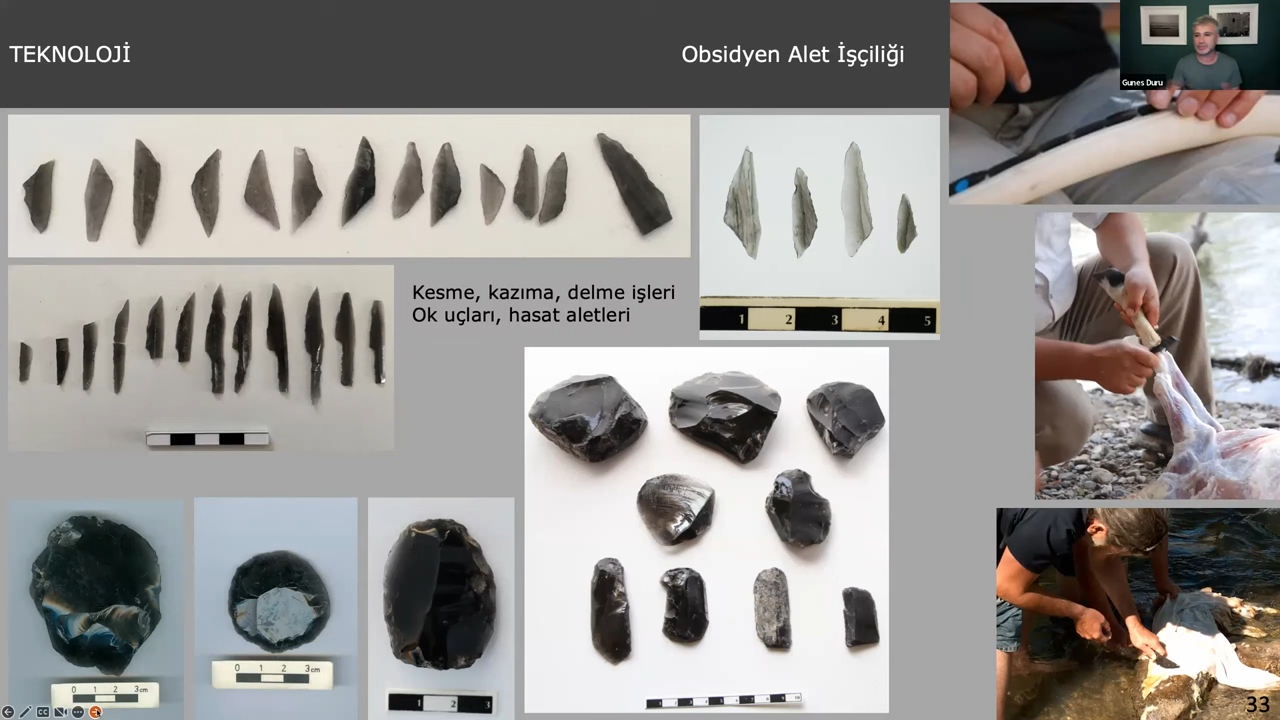 TEKNOLOJİ
Obsidyen Alet İşçiliği
Gunes Duru
Kesme, kazıma, delme işleri
Ok uçları, hasat aletleri
1 2 3 4 5
0 1 2 3cm
0 1 2 3cm
1 2 3
33